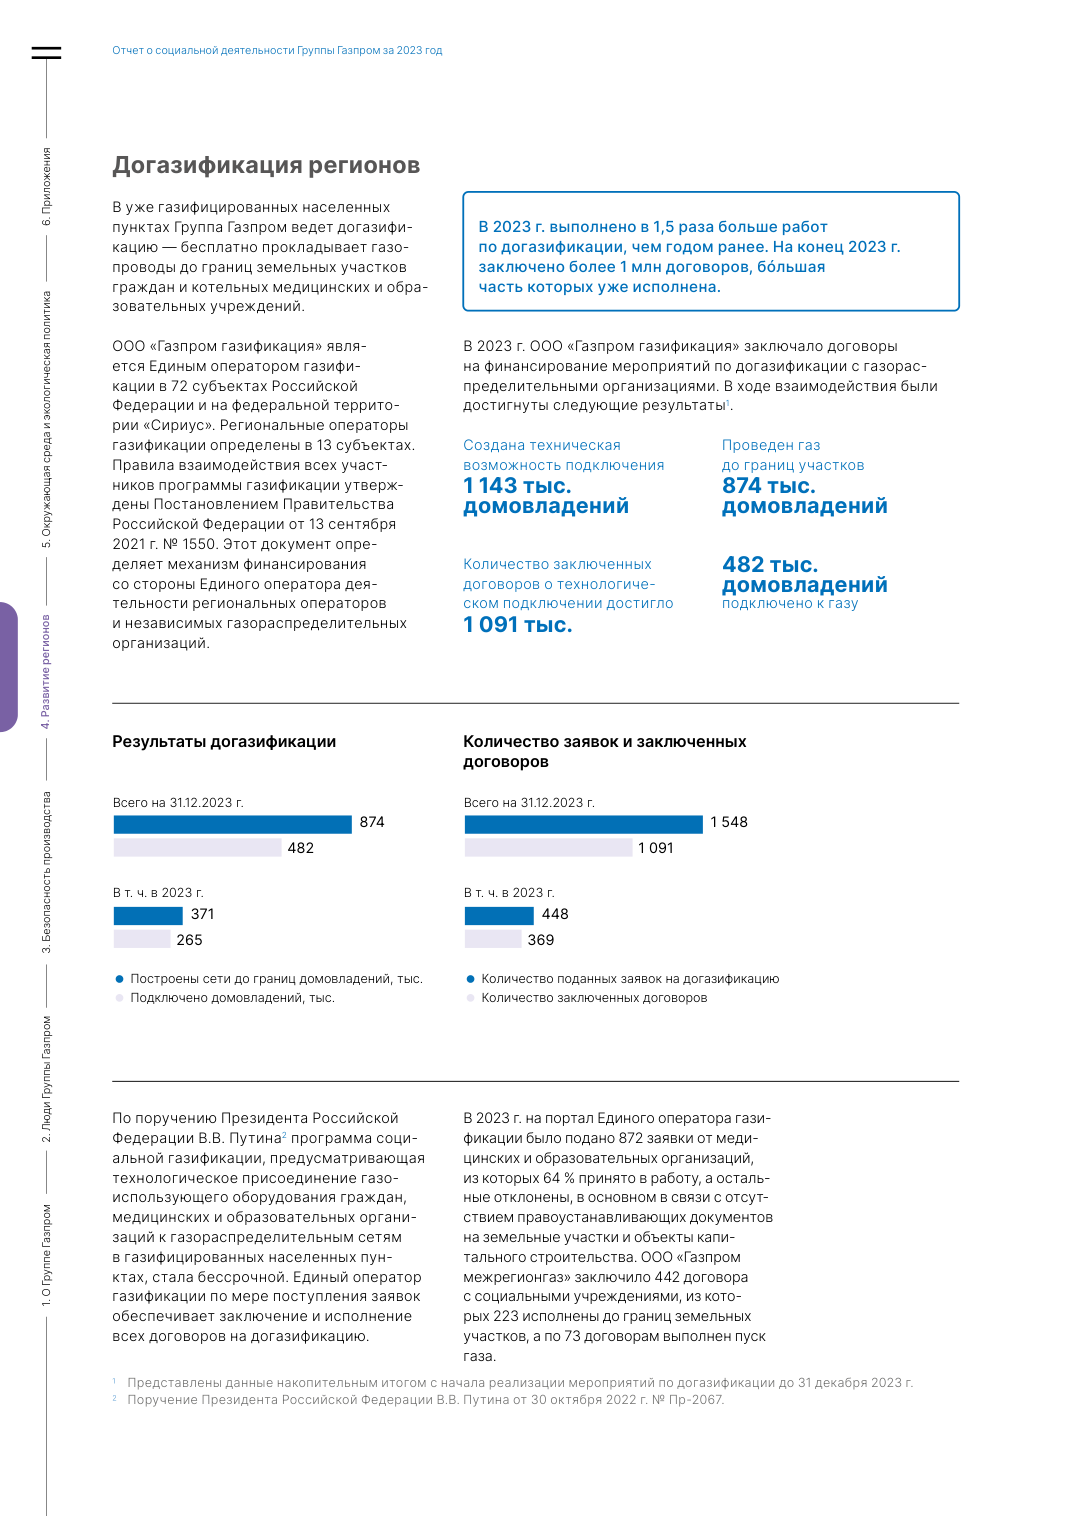 Отчет о социальной деятельности Группы Газпром за 2023 год
6. Приложения
5. Окружающая среда и экологическая политика
4. Развитие регионов
3. Безопасность производства
2. Люди Группы Газпром
1. О Группе Газпром
Догазификация регионов
В уже газифицированных населенных
пунктах Группа Газпром ведет догазифи-
кацию — бесплатно прокладывает газо-
проводы до границ земельных участков
граждан и котельных медицинских и обра-
зовательных учреждений.
ООО «Газпром газификация» явля-
ется Единым оператором газифи-
кации в 72 субъектах Российской
Федерации и на федеральной террито-
рии «Сириус». Региональные операторы
газификации определены в 13 субъектах.
Правила взаимодействия всех участ-
ников программы газификации утверж-
дены Постановлением Правительства
Российской Федерации от 13 сентября
2021 г. № 1550. Этот документ опре-
деляет механизм финансирования
со стороны Единого оператора дея-
тельности региональных операторов
и независимых газораспределительных
организаций.
В 2023 г. выполнено в 1,5 раза больше работ
по догазификации, чем годом ранее. На конец 2023 г.
заключено более 1 млн договоров, бо́льшая
часть которых уже исполнена.
В 2023 г. ООО «Газпром газификация» заключало договоры
на финансирование мероприятий по догазификации с газорас-
пределительными организациями. В ходе взаимодействия были
достигнуты следующие результаты¹.
Создана техническая
возможность подключения
1 143 тыс.
домовладений
Проведен газ
до границ участков
874 тыс.
домовладений
Количество заключенных
договоров о технологиче-
ском подключении достигло
1 091 тыс.
482 тыс.
домовладений
подключено к газу
Результаты догазификации
Всего на 31.12.2023 г.
874
482
В т. ч. в 2023 г.
371
265
Построены сети до границ домовладений, тыс.
Подключено домовладений, тыс.
Количество заявок и заключенных
договоров
Всего на 31.12.2023 г.
1 548
1 091
В т. ч. в 2023 г.
448
369
Количество поданных заявок на догазификацию
Количество заключенных договоров
По поручению Президента Российской
Федерации В.В. Путина² программа соци-
альной газификации, предусматривающая
технологическое присоединение газо-
использующего оборудования граждан,
медицинских и образовательных органи-
заций к газораспределительным сетям
в газифицированных населенных пун-
ктах, стала бессрочной. Единый оператор
газификации по мере поступления заявок
обеспечивает заключение и исполнение
всех договоров на догазификацию.
В 2023 г. на портал Единого оператора гази-
фикации было подано 872 заявки от меди-
цинских и образовательных организаций,
из которых 64 % принято в работу, а осталь-
ные отклонены, в основном в связи с отсут-
ствием правоустанавливающих документов
на земельные участки и объекты капи-
тального строительства. ООО «Газпром
межрегионгаз» заключило 442 договора
с социальными учреждениями, из кото-
рых 223 исполнены до границ земельных
участков, а по 73 договорам выполнен пуск
газа.
¹ Представлены данные накопительным итогом с начала реализации мероприятий по догазификации до 31 декабря 2023 г.
² Поручение Президента Российской Федерации В.В. Путина от 30 октября 2022 г. № Пр-2067.